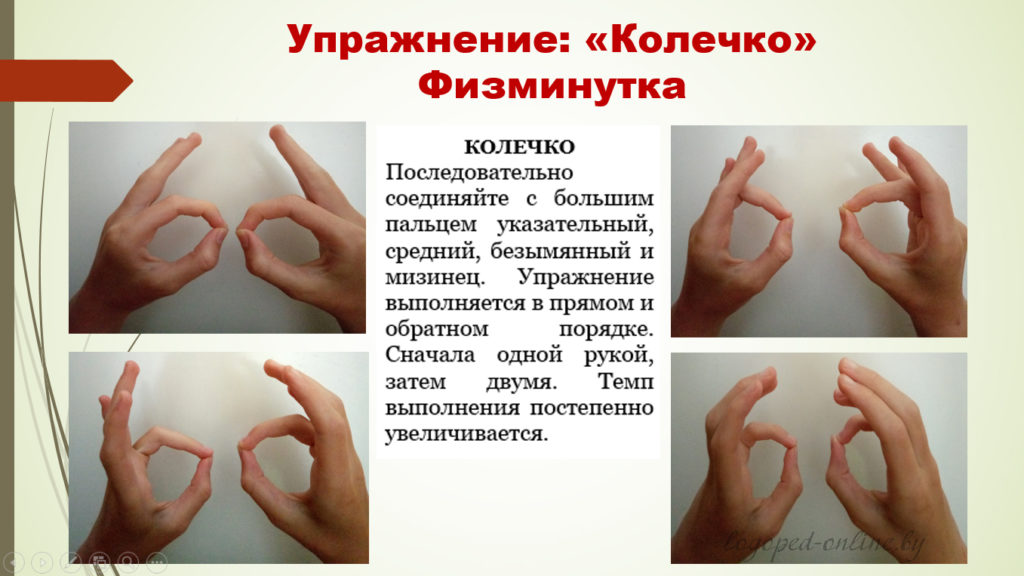 Упражнение: «Колечко»
Физминутка
КОЛЕЧКО
Последовательно
соединяйте с большим
пальцем указательный,
средний, безымянный и
мизинец. Упражнение
выполняется в прямом и
обратном порядке.
Сначала одной рукой,
затем двумя. Темп
выполнения постепенно
увеличивается.
logoped-online.by